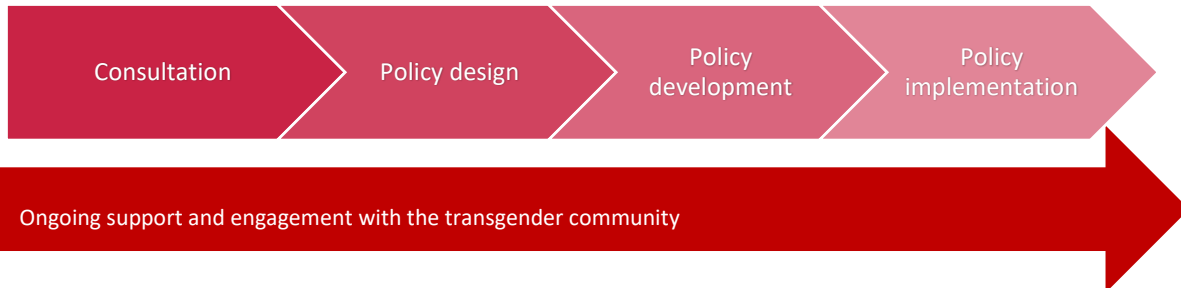 Consultation
Policy design
Policy
development
Policy
implementation
Ongoing support and engagement with the transgender community